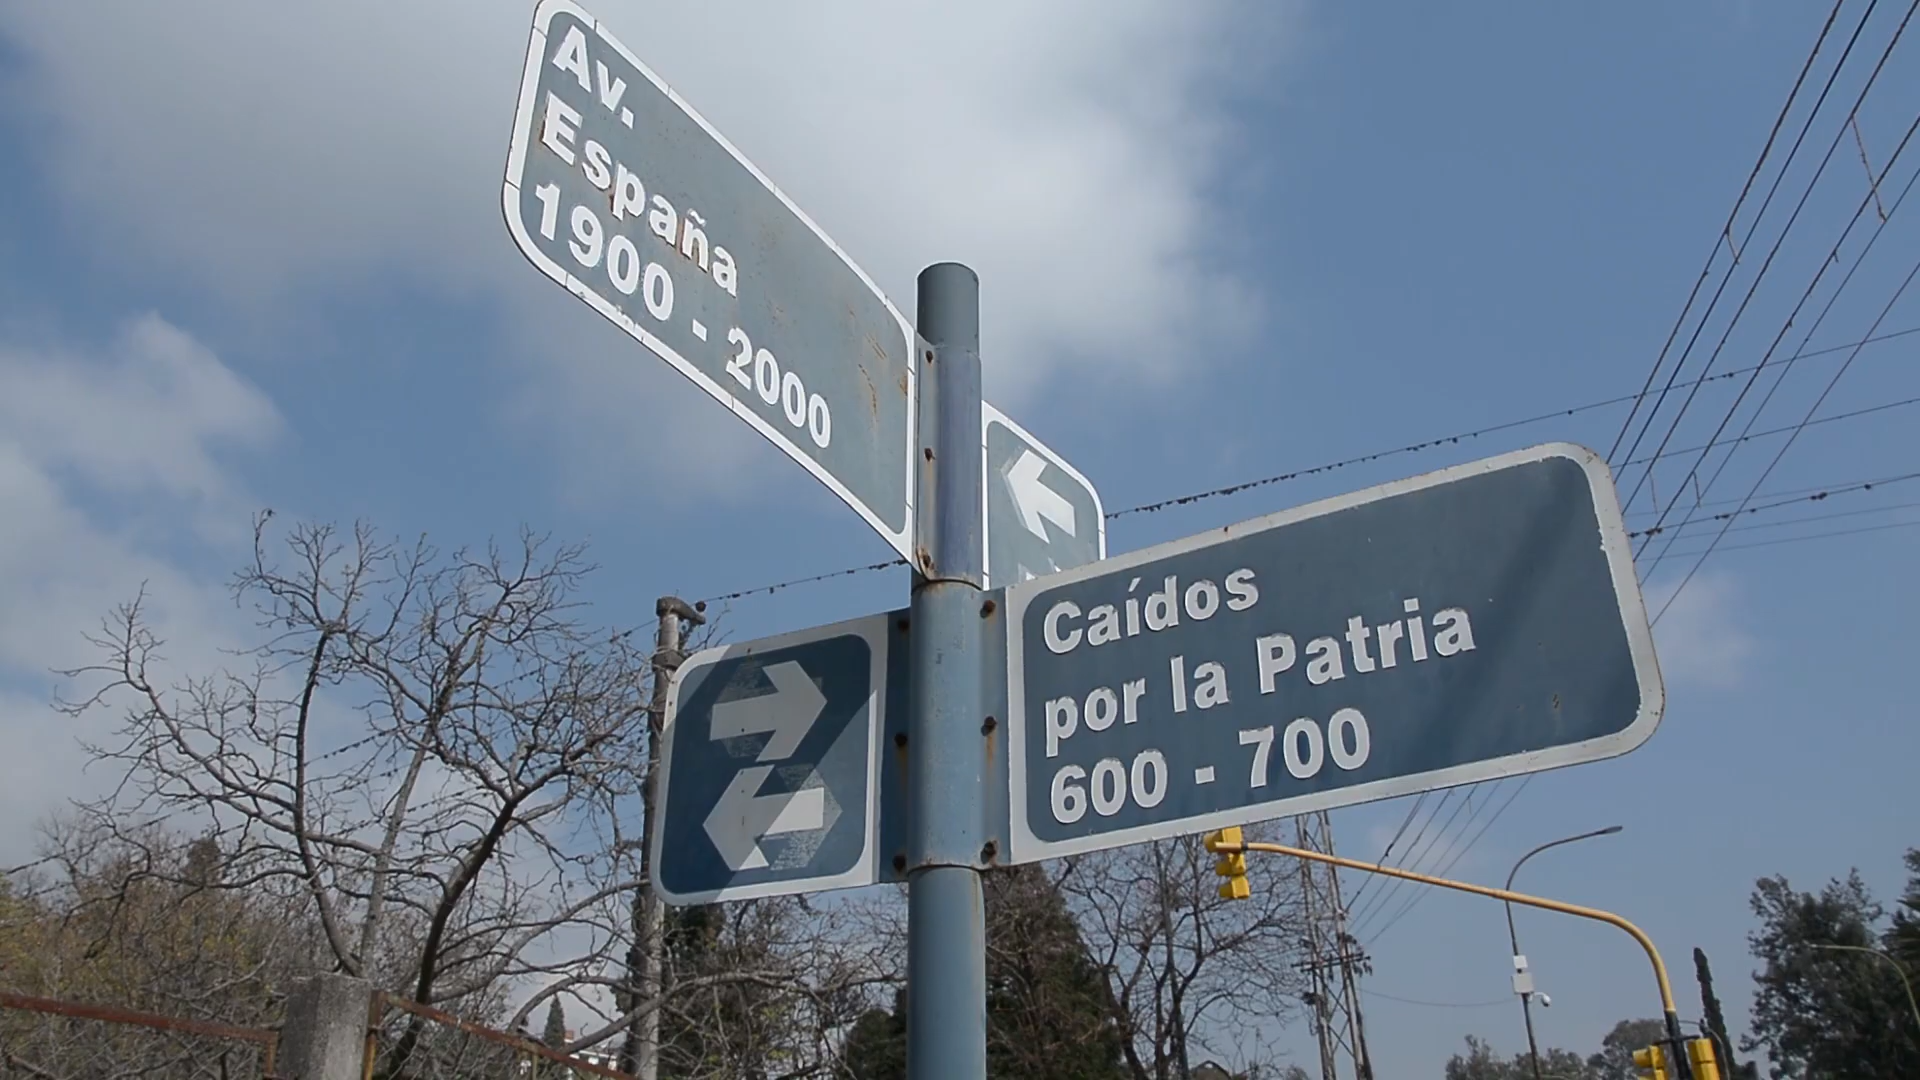 Av.
España
1900 - 2000
Caídos
por la Patria
600 - 700